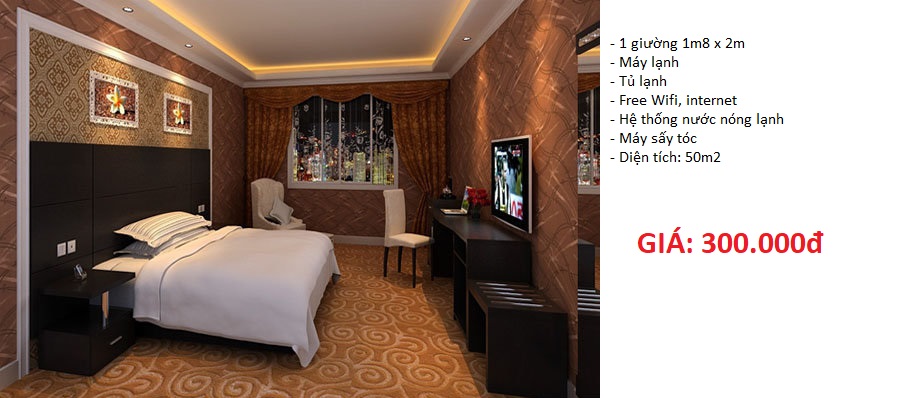 - 1 giường 1m8 x 2m
- Máy lạnh
- Tủ lạnh
- Free Wifi, internet
- Hệ thống nước nóng lạnh
- Máy sấy tóc
- Diện tích: 50m2
GIÁ: 300.000đ